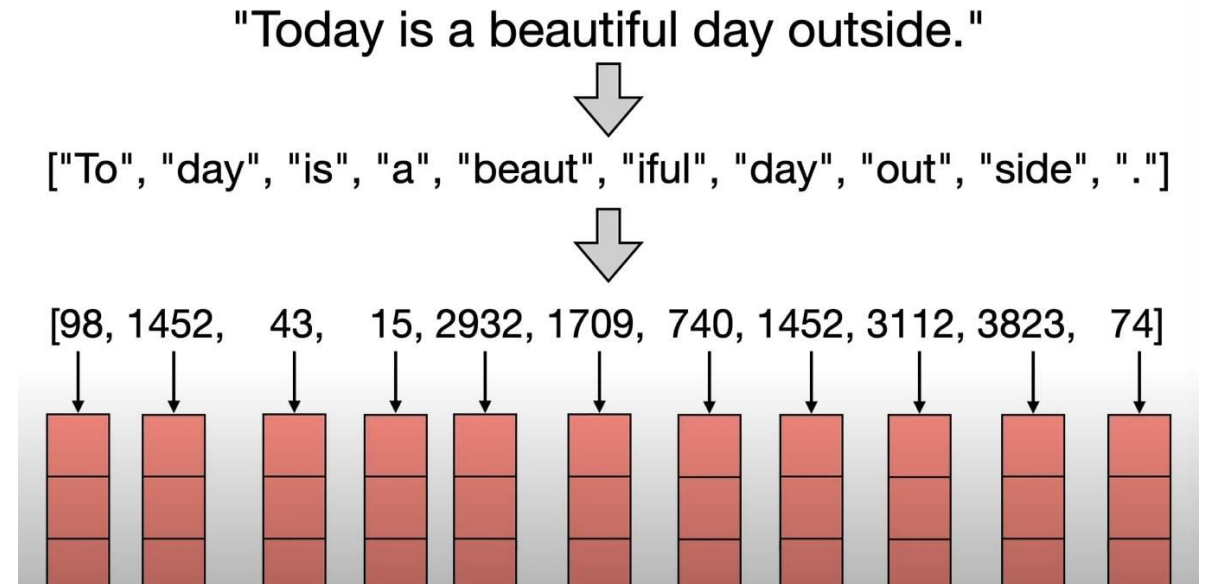 "Today is a beautiful day outside."
["To", "day", "is", "a", "beaut", "iful", "day", "out", "side", "."]
[98, 1452, 43, 15, 2932, 1709, 740, 1452, 3112, 3823, 74]